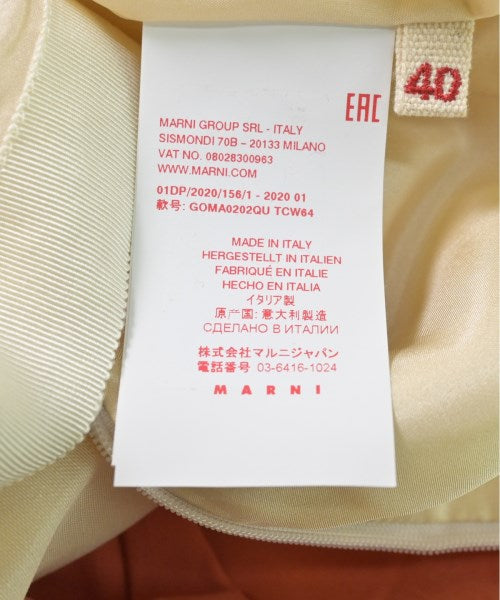 40
EAC
MARNI GROUP SRL - ITALY
SISMONDI 70B – 20133 MILANO
VAT NO. 08028300963
WWW.MARNI.COM
01DP/2020/156/1 - 2020 01
款号: GOMA0202QU TCW64
MADE IN ITALY
HERGESTELLT IN ITALIEN
FABRIQUÉ EN ITALIE
HECHO EN ITALIA
イタリア製
原产国: 意大利製造
СДЕЛАНО В ИТАЛИИ
株式会社マルニジャパン
電話番号 03-6416-1024
MARNI